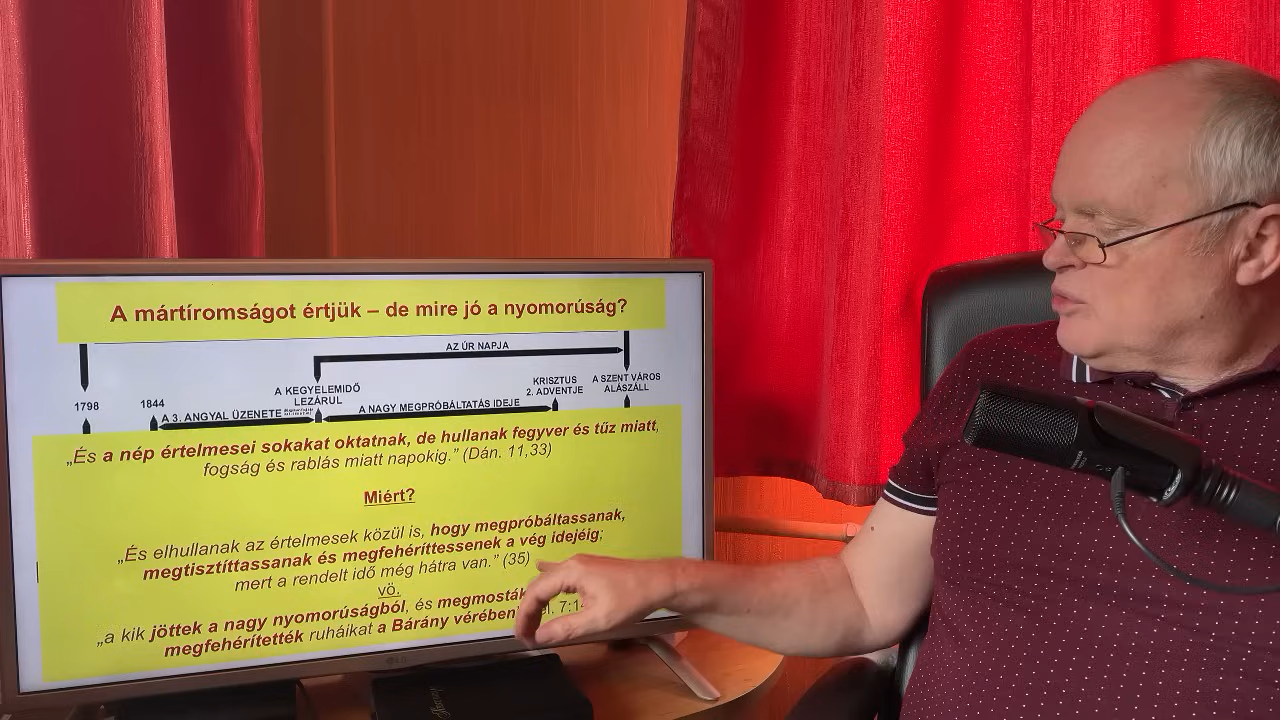 A mártíromságot értjük – de mire jó a nyomorúság?
AZ ÚR NAPJA
1798
1844
A KEGYELEMIDŐ
LEZÁRUL
KRISZTUS
2. ADVENTJE
A SZENT VÁROS
ALÁSZÁLL
A 3. ANGYAL ÜZENETE
A NAGY MEGPRÓBÁLTATÁS IDEJE
„És a nép értelmesei sokakat oktatnak, de hullanak fegyver és tűz miatt,
fogság és rablás miatt napokig.” (Dán. 11,33)
Miért?
„És elhullanak az értelmesek közül is, hogy megpróbáltassanak,
megtisztíttassanak és megfehéríttessenek a vég idejéig;
mert a rendelt idő még hátra van.” (35)
vö.
„a kik jöttek a nagy nyomorúságból, és megmosták
megfehérítették ruháikat a Bárány vérében